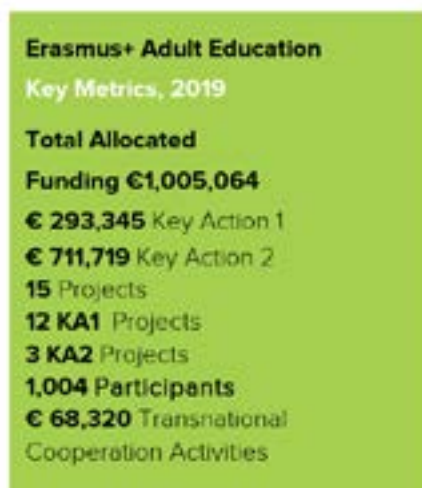 Erasmus+ Adult Education
Key Metrics, 2019
Total Allocated
Funding €1,005,064
€ 293,345 Key Action 1
€ 711,719 Key Action 2
15 Projects
12 KA1 Projects
3 KA2 Projects
1,004 Participants
€ 68,320 Transnational
Cooperation Activities